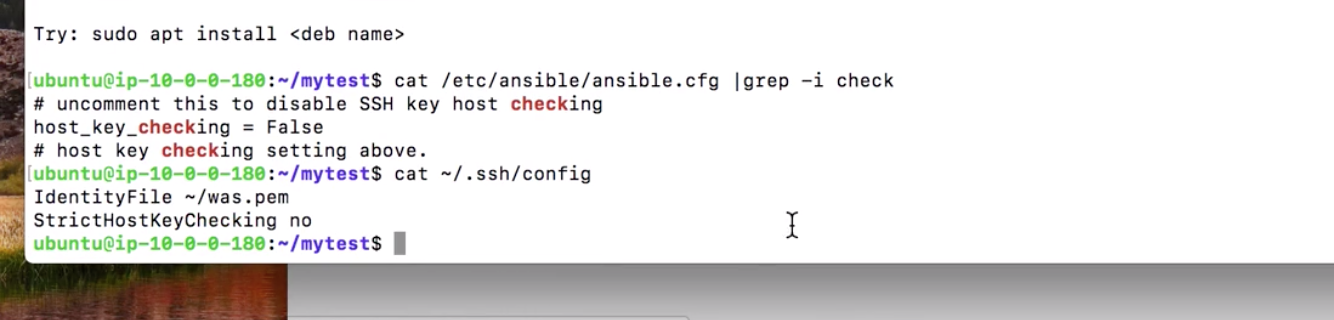 Try: sudo apt install <deb name>
[ubuntu@ip-10-0-0-180:~/mytest$ cat /etc/ansible/ansible.cfg |grep -i check
# uncomment this to disable SSH key host checking
host_key_checking = False
# host key checking setting above.
[ubuntu@ip-10-0-0-180:~/mytest$ cat ~/.ssh/config
IdentityFile ~/was.pem
StrictHostKeyChecking no
ubuntu@ip-10-0-0-180:~/mytest$